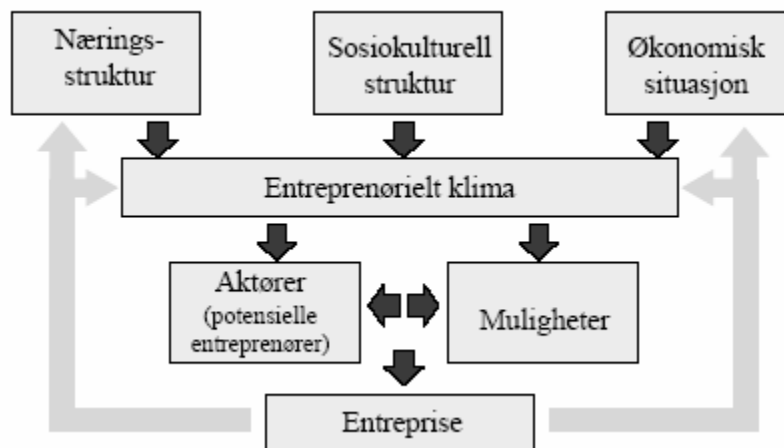 Nærings-
struktur
Sosiokulturell
struktur
Økonomisk
situasjon
Entreprenørielt klima
Aktører
(potensielle
entreprenører)
Muligheter
Entreprise